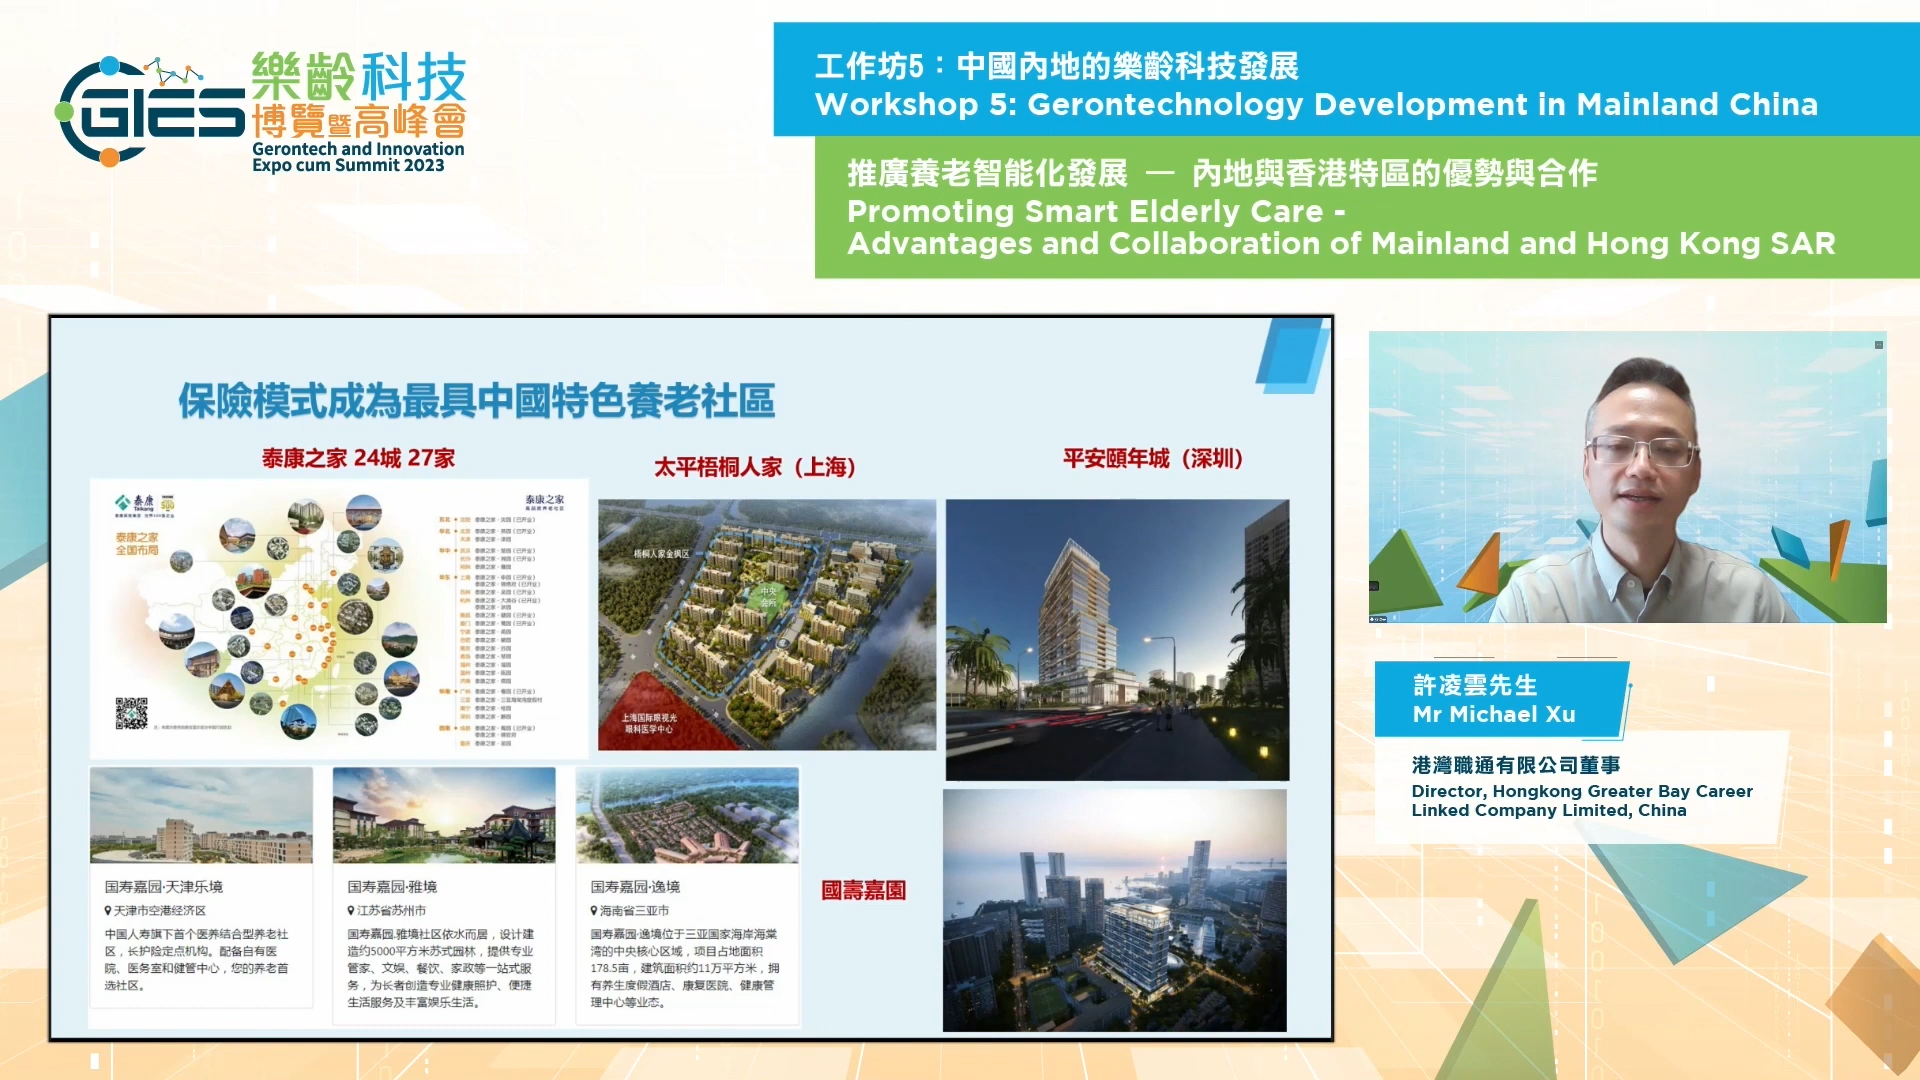 GIES
樂齡科技
博覽暨高峰會
Gerontech and Innovation
Expo cum Summit 2023
工作坊5：中國內地的樂齡科技發展
Workshop 5: Gerontechnology Development in Mainland China
推廣養老智能化發展 — 內地與香港特區的優勢與合作
Promoting Smart Elderly Care -
Advantages and Collaboration of Mainland and Hong Kong SAR
保險模式成為最具中國特色養老社區
泰康之家 24城 27家
太平梧桐人家（上海）
平安頤年城（深圳）
泰康
Taikang
泰康之家
全国布局
泰康之家
梧桐人家金枫区
中央
会所
上海国际眼视光
眼科医学中心
国寿嘉园·天津乐境
天津市空港经济区
中国人寿旗下首个医养结合型养老社
区，长护险定点机构。配备自有医
院、医务室和健管中心，您的养老首
选社区。
国寿嘉园·雅境
江苏省苏州市
国寿嘉园.雅境社区依水而居，设计建
造约5000平方米苏式园林，提供专业
管家、文娱、餐饮、家政等一站式服
务，为长者创造专业健康照护、便捷
生活服务及丰富娱乐生活。
国寿嘉园·逸境
海南省三亚市
国寿嘉园·逸境位于三亚国家海岸海棠
湾的中央核心区域，项目占地面积
178.5亩，建筑面积约11万平方米，拥
有养生度假酒店、康复医院、健康管
理中心等业态。
國壽嘉園
許凌雲先生
Mr Michael Xu
港灣職通有限公司董事
Director, Hongkong Greater Bay Career
Linked Company Limited, China